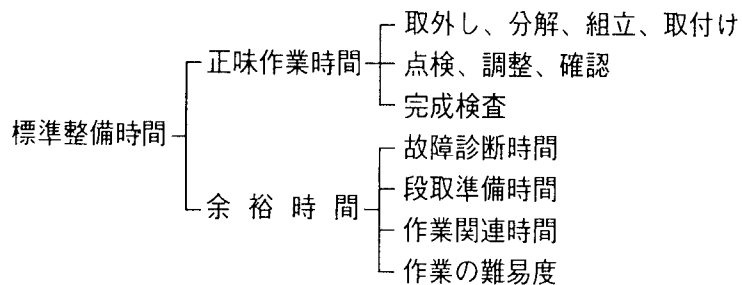 標準整備時間
正味作業時間
取外し、分解、組立、取付け
点検、調整、確認
完成検査
余裕時間
故障診断時間
段取準備時間
作業関連時間
作業の難易度